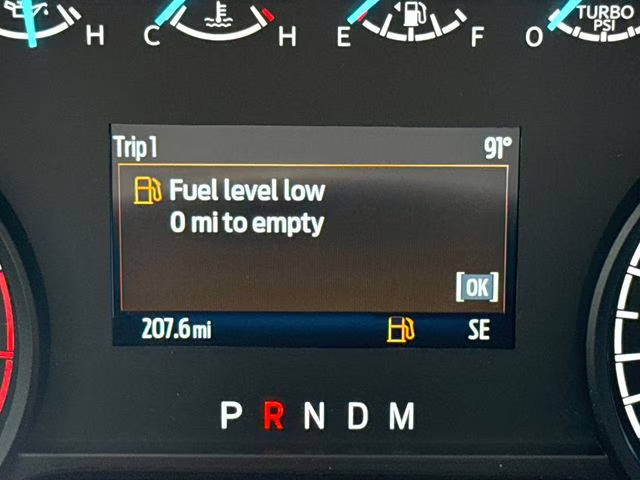 H C H E F O TURBO
PSI
Trip 1 91°
Fuel level low
0 mi to empty
[OK]
207.6 mi SE
P R N D M